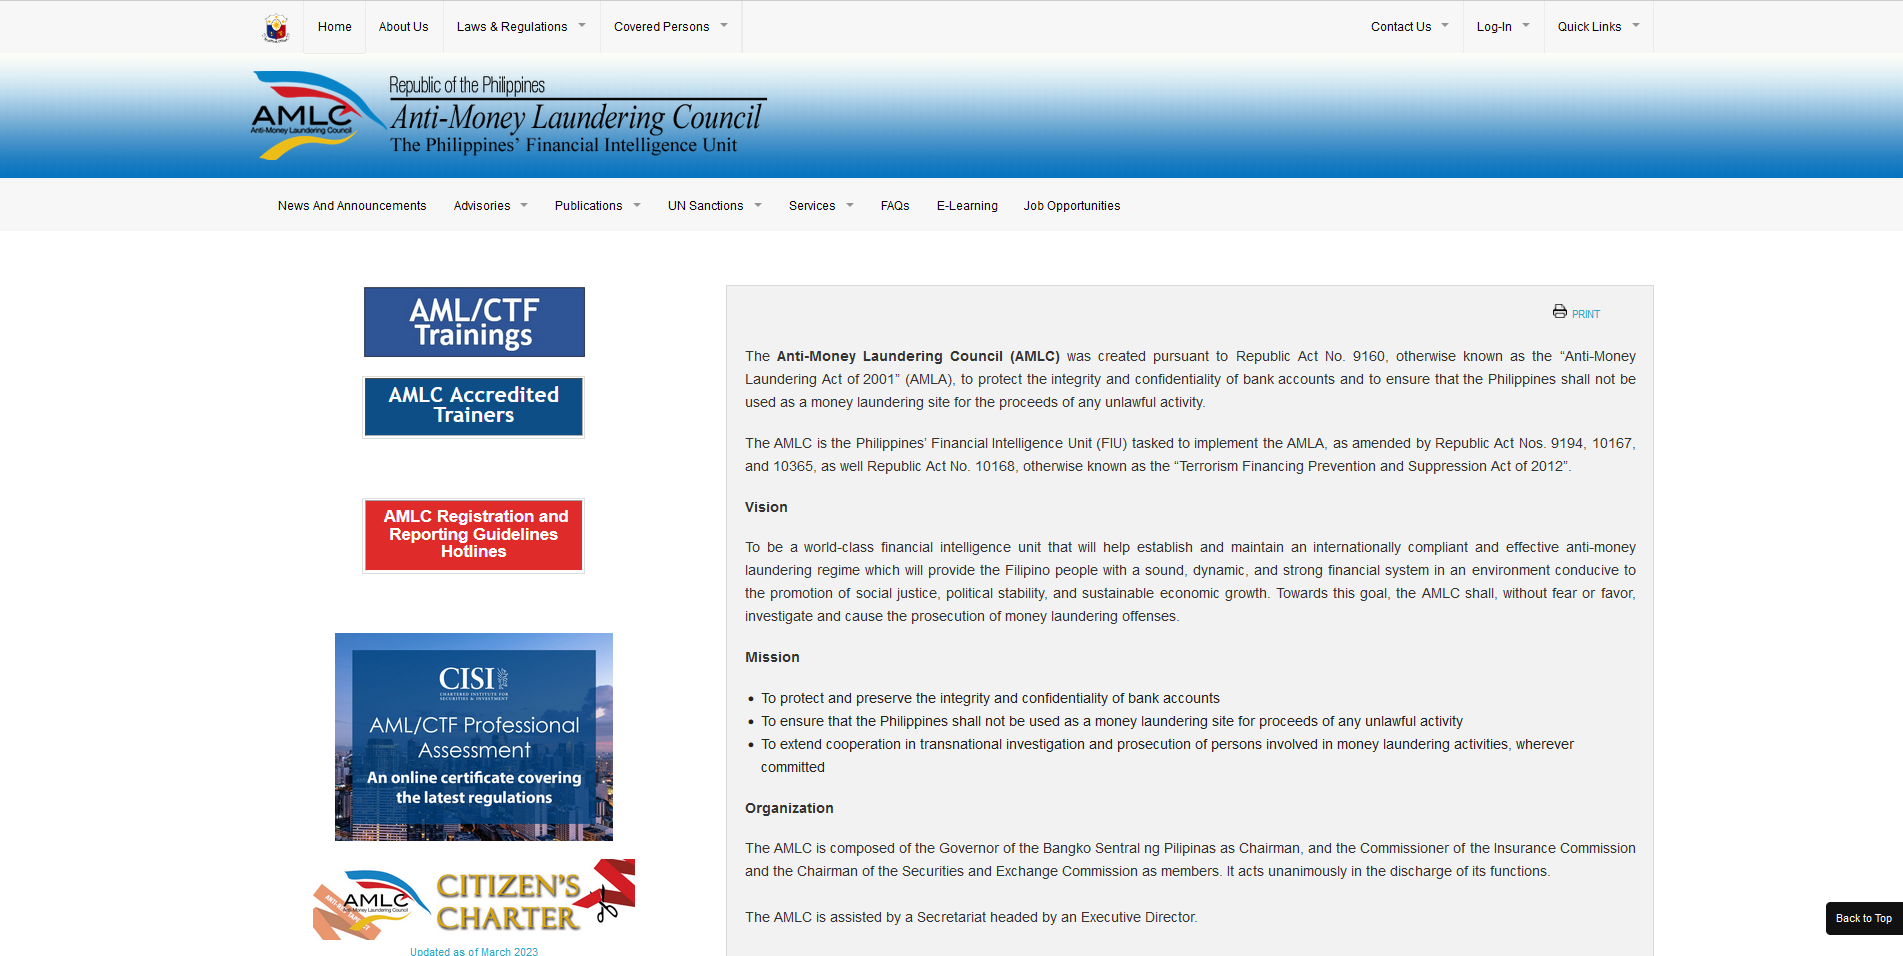 Home
About Us
Laws & Regulations
Covered Persons
Contact Us
Log-In
Quick Links
AMLC
Anti-Money Laundering Council
Republic of the Philippines
Anti-Money Laundering Council
The Philippines' Financial Intelligence Unit
News And Announcements
Advisories
Publications
UN Sanctions
Services
FAQs
E-Learning
Job Opportunities
AML/CTF
Trainings
AMLC Accredited
Trainers
AMLC Registration and
Reporting Guidelines
Hotlines
CISI
CHARTERED INSTITUTE FOR
SECURITIES & INVESTMENT
AML/CTF Professional
Assessment
An online certificate covering
the latest regulations
AMLC
Anti-Money Laundering Council
CITIZEN'S
CHARTER
Updated as of March 2023
PRINT
The Anti-Money Laundering Council (AMLC) was created pursuant to Republic Act No. 9160, otherwise known as the “Anti-Money
Laundering Act of 2001” (AMLA), to protect the integrity and confidentiality of bank accounts and to ensure that the Philippines shall not be
used as a money laundering site for the proceeds of any unlawful activity.
The AMLC is the Philippines’ Financial Intelligence Unit (FIU) tasked to implement the AMLA, as amended by Republic Act Nos. 9194, 10167,
and 10365, as well Republic Act No. 10168, otherwise known as the “Terrorism Financing Prevention and Suppression Act of 2012”.
Vision
To be a world-class financial intelligence unit that will help establish and maintain an internationally compliant and effective anti-money
laundering regime which will provide the Filipino people with a sound, dynamic, and strong financial system in an environment conducive to
the promotion of social justice, political stability, and sustainable economic growth. Towards this goal, the AMLC shall, without fear or favor,
investigate and cause the prosecution of money laundering offenses.
Mission
• To protect and preserve the integrity and confidentiality of bank accounts
• To ensure that the Philippines shall not be used as a money laundering site for proceeds of any unlawful activity
• To extend cooperation in transnational investigation and prosecution of persons involved in money laundering activities, wherever
committed
Organization
The AMLC is composed of the Governor of the Bangko Sentral ng Pilipinas as Chairman, and the Commissioner of the Insurance Commission
and the Chairman of the Securities and Exchange Commission as members. It acts unanimously in the discharge of its functions.
The AMLC is assisted by a Secretariat headed by an Executive Director.
Back to Top